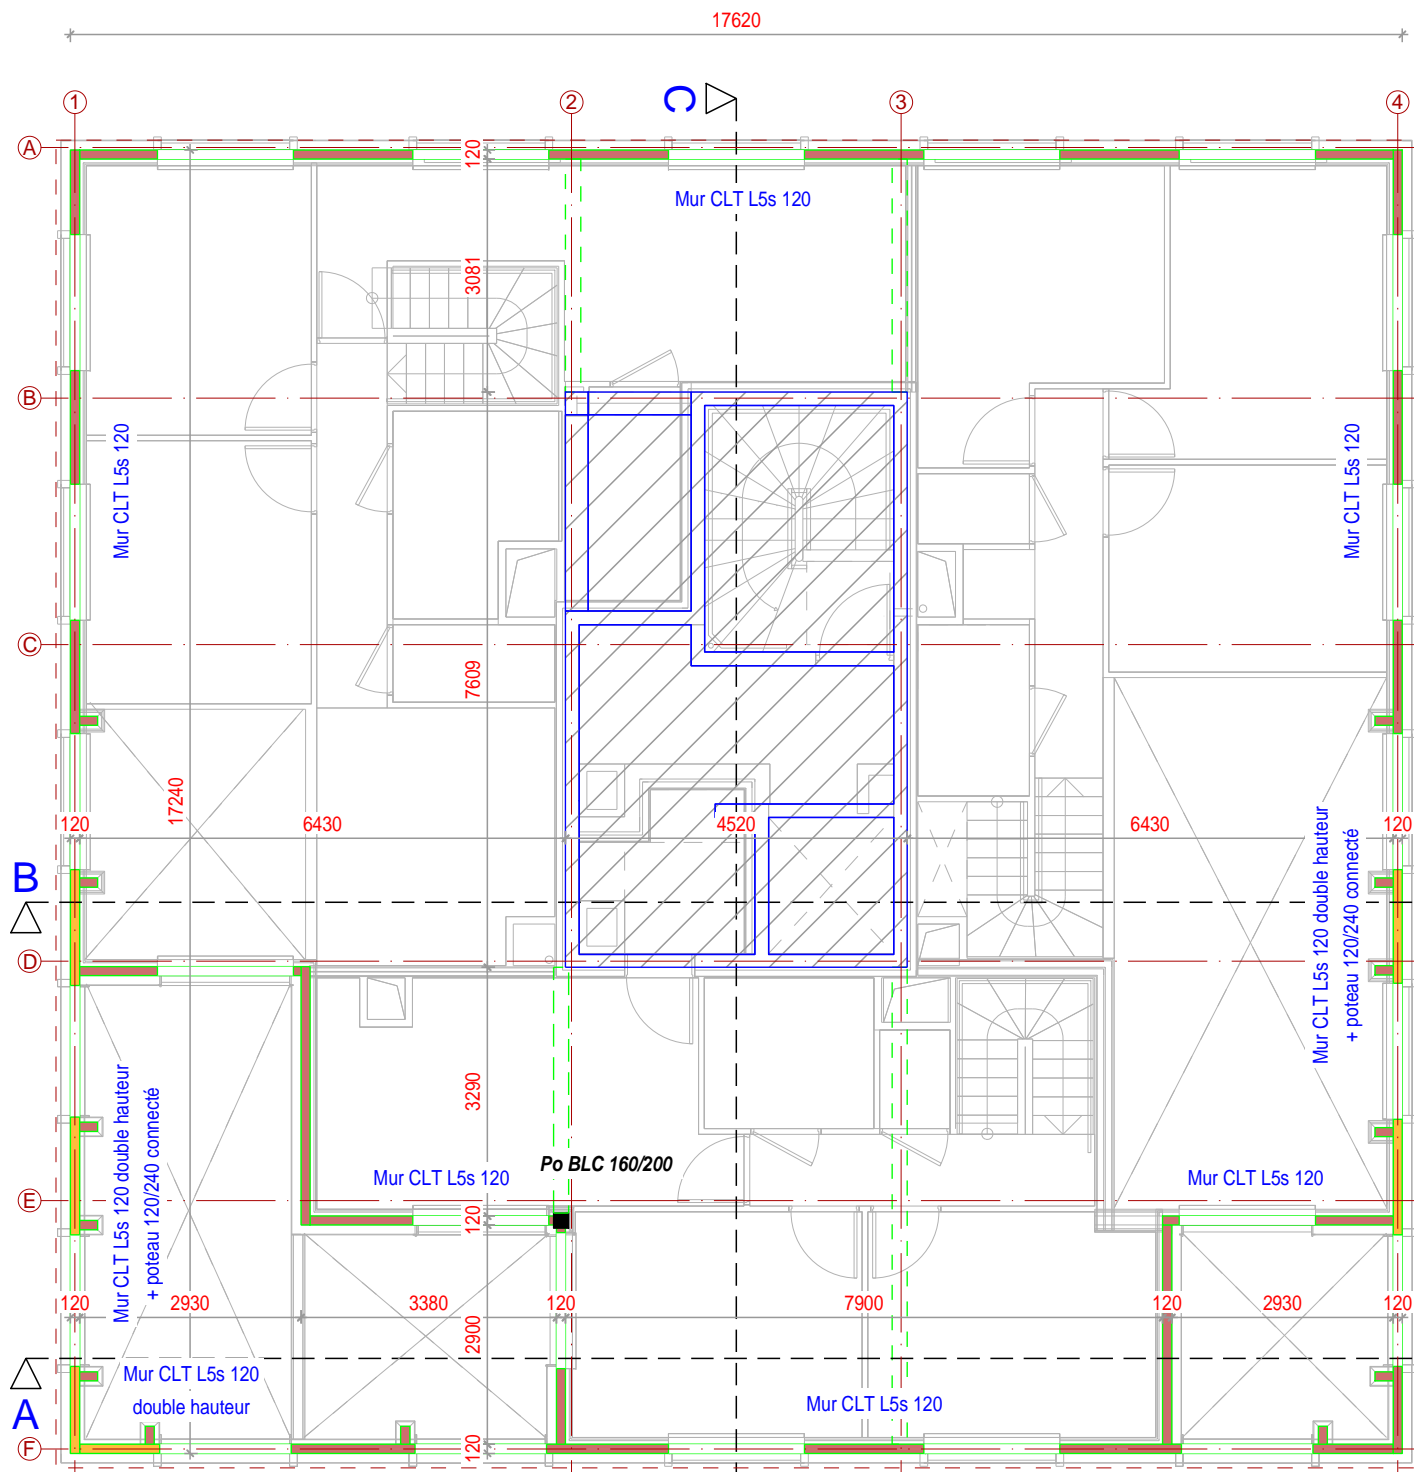 17620
C
1
2
3
4
A
120
Mur CLT L5s 120
3081
B
Mur CLT L5s 120
Mur CLT L5s 120
C
7609
17240
120
6430
4520
6430
120
Mur CLT L5s 120 double hauteur
+ poteau 120/240 connecté
B
D
Mur CLT L5s 120 double hauteur
+ poteau 120/240 connecté
3290
Po BLC 160/200
Mur CLT L5s 120
Mur CLT L5s 120
E
120
120
2930
3380
120
7900
120
2930
120
2900
Mur CLT L5s 120
double hauteur
Mur CLT L5s 120
A
F
120